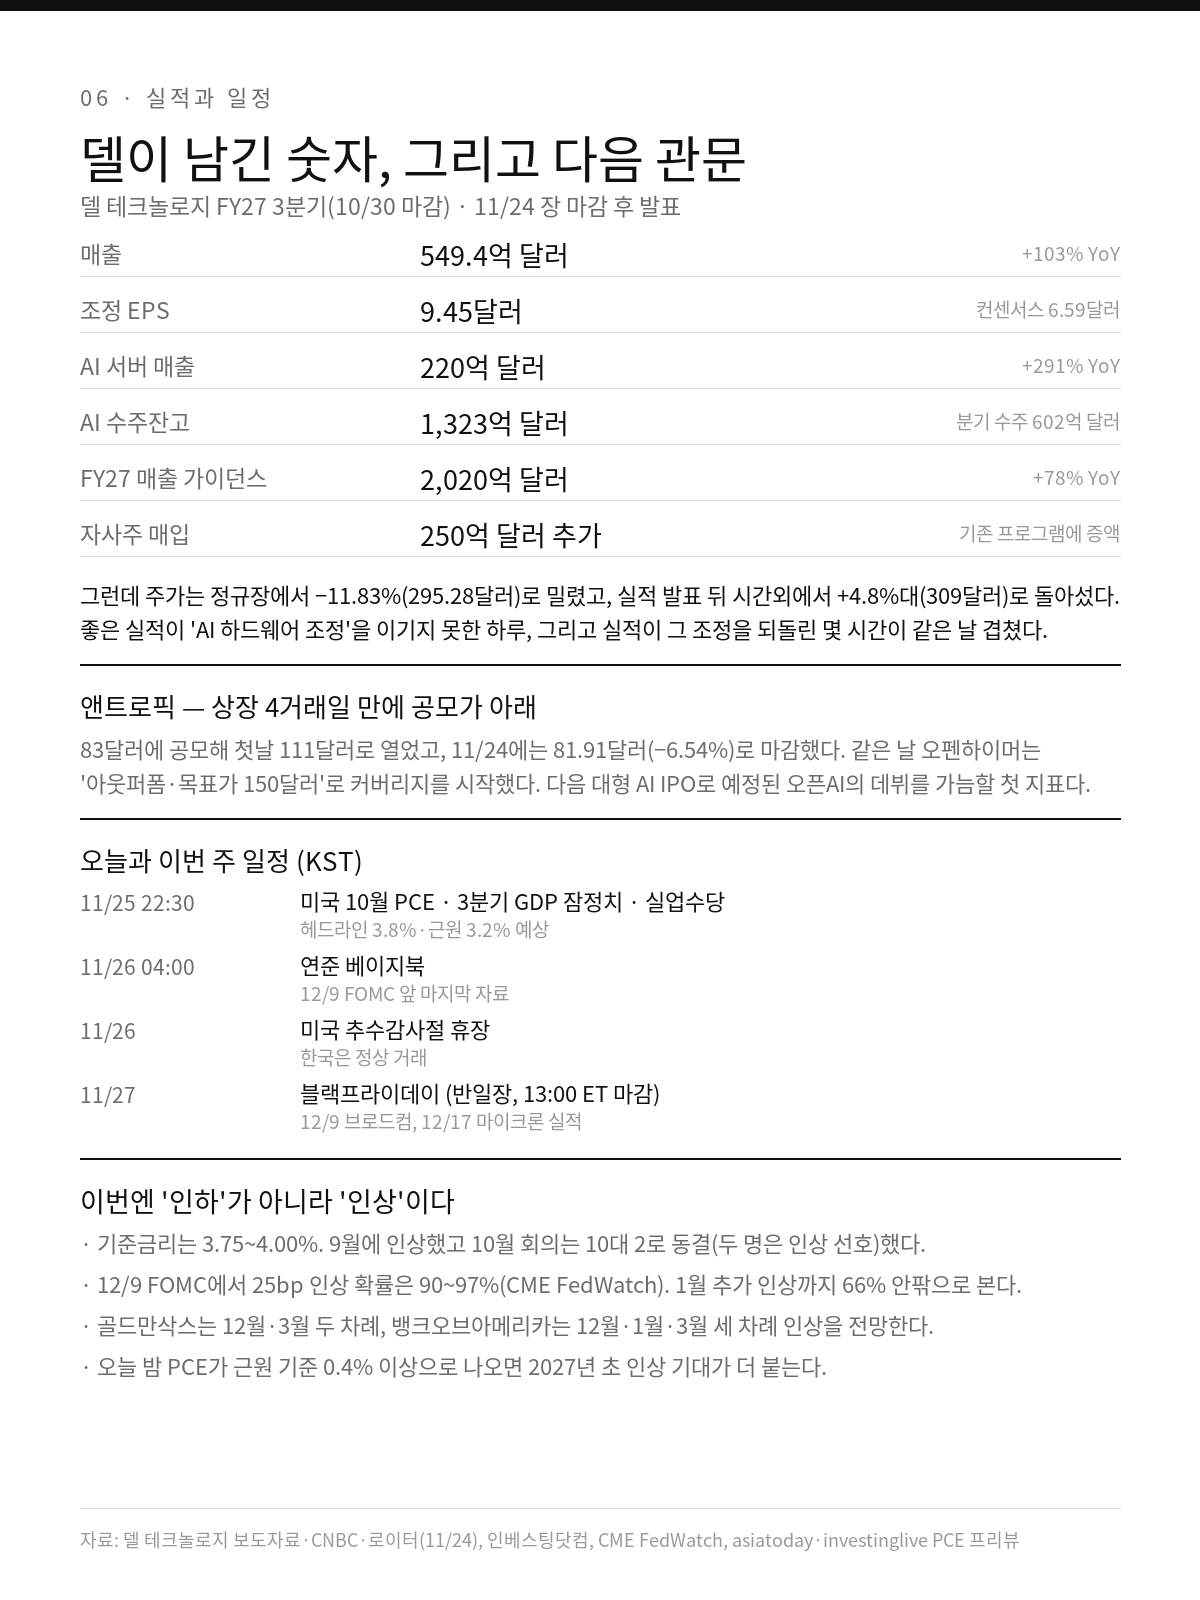 06 · 실적과 일정
델이 남긴 숫자, 그리고 다음 관문
델 테크놀로지 FY27 3분기(10/30 마감) · 11/24 장 마감 후 발표
매출 549.4억 달러 +103% YoY
조정 EPS 9.45달러 컨센서스 6.59달러
AI 서버 매출 220억 달러 +291% YoY
AI 수주잔고 1,323억 달러 분기 수주 602억 달러
FY27 매출 가이던스 2,020억 달러 +78% YoY
자사주 매입 250억 달러 추가 기존 프로그램에 증액
그런데 주가는 정규장에서 −11.83%(295.28달러)로 밀렸고, 실적 발표 뒤 시간외에서 +4.8%대(309달러)로 돌아섰다.
좋은 실적이 'AI 하드웨어 조정'을 이기지 못한 하루, 그리고 실적이 그 조정을 되돌린 몇 시간이 같은 날 겹쳤다.
앤트로픽 — 상장 4거래일 만에 공모가 아래
83달러에 공모해 첫날 111달러로 열었고, 11/24에는 81.91달러(−6.54%)로 마감했다. 같은 날 오펜하이머는
'아웃퍼폼·목표가 150달러'로 커버리지를 시작했다. 다음 대형 AI IPO로 예정된 오픈AI의 데뷔를 가늠할 첫 지표다.
오늘과 이번 주 일정 (KST)
11/25 22:30 미국 10월 PCE · 3분기 GDP 잠정치 · 실업수당
헤드라인 3.8%·근원 3.2% 예상
11/26 04:00 연준 베이지북
12/9 FOMC 앞 마지막 자료
11/26 미국 추수감사절 휴장
한국은 정상 거래
11/27 블랙프라이데이 (반일장, 13:00 ET 마감)
12/9 브로드컴, 12/17 마이크론 실적
이번엔 '인하'가 아니라 '인상'이다
· 기준금리는 3.75~4.00%. 9월에 인상했고 10월 회의는 10대 2로 동결(두 명은 인상 선호)했다.
· 12/9 FOMC에서 25bp 인상 확률은 90~97%(CME FedWatch). 1월 추가 인상까지 66% 안팎으로 본다.
· 골드만삭스는 12월·3월 두 차례, 뱅크오브아메리카는 12월·1월·3월 세 차례 인상을 전망한다.
· 오늘 밤 PCE가 근원 기준 0.4% 이상으로 나오면 2027년 초 인상 기대가 더 붙는다.
자료: 델 테크놀로지 보도자료·CNBC·로이터(11/24), 인베스팅닷컴, CME FedWatch, asiatoday·investinglive PCE 프리뷰